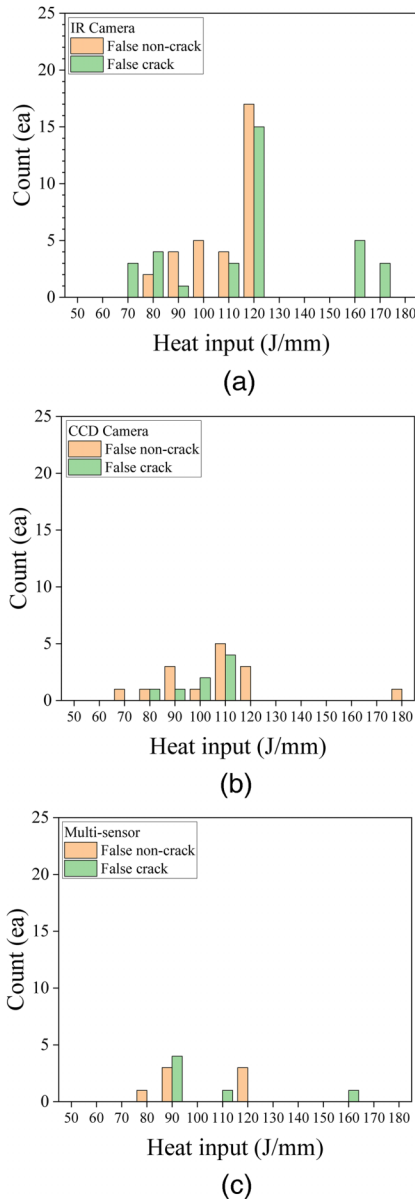 IR Camera
False non-crack
False crack
25
20
15
10
5
0
Count (ea)
50 60 70 80 90 100 110 120 130 140 150 160 170 180
Heat input (J/mm)
(a)
CCD Camera
False non-crack
False crack
25
20
15
10
5
0
Count (ea)
50 60 70 80 90 100 110 120 130 140 150 160 170 180
Heat input (J/mm)
(b)
Multi-sensor
False non-crack
False crack
25
20
15
10
5
0
Count (ea)
50 60 70 80 90 100 110 120 130 140 150 160 170 180
Heat input (J/mm)
(c)